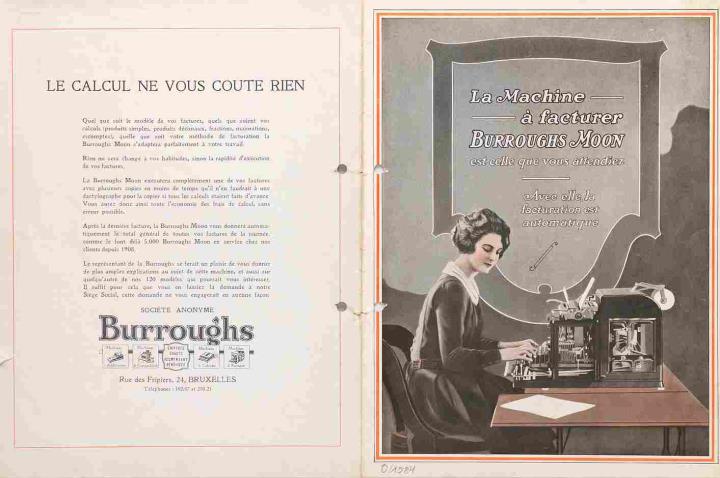 LE CALCUL NE VOUS COUTE RIEN
Quel que soit le modèle de vos factures, quels que soient vos
calculs (produits simples, produits décimaux, fractions,
escomptes), quelle que soit votre méthode de facturation la
Burroughs Moon s'adaptera parfaitement à votre travail.
Rien ne sera changé à vos habitudes, sinon la rapidité d'exécution
de vos factures.
La Burroughs Moon exécutera complètement une de vos factures
avec plusieurs copies en moins de temps qu'il n'en faudrait à une
dactylographe pour la copier si tous les calculs étaient faits d'avance.
Vous aurez donc ainsi toute l'économie des frais de calcul, sans
erreur possible.
Après la dernière facture, la Burroughs Moon vous donnera automa-
tiquement le total général de toutes vos factures de la journée,
comme le font déjà 5.000 Burroughs Moon en service chez nos
clients depuis 1908.
Le représentant de la Burroughs se ferait un plaisir de vous donner
de plus amples explications au sujet de cette machine, et aussi sur
quelqu'autre de nos 120 modèles qui pourrait vous intéresser.
Il suffit pour cela que vous en fassiez la demande à notre
Siège Social, cette demande ne vous engagerait en aucune façon.
SOCIÉTÉ ANONYME
Burroughs
Rue des Fripiers, 24, BRUXELLES
La Machine
à facturer
BURROUGHS MOON
est celle que vous attendiez
Avec elle, la
facturation est
automatique